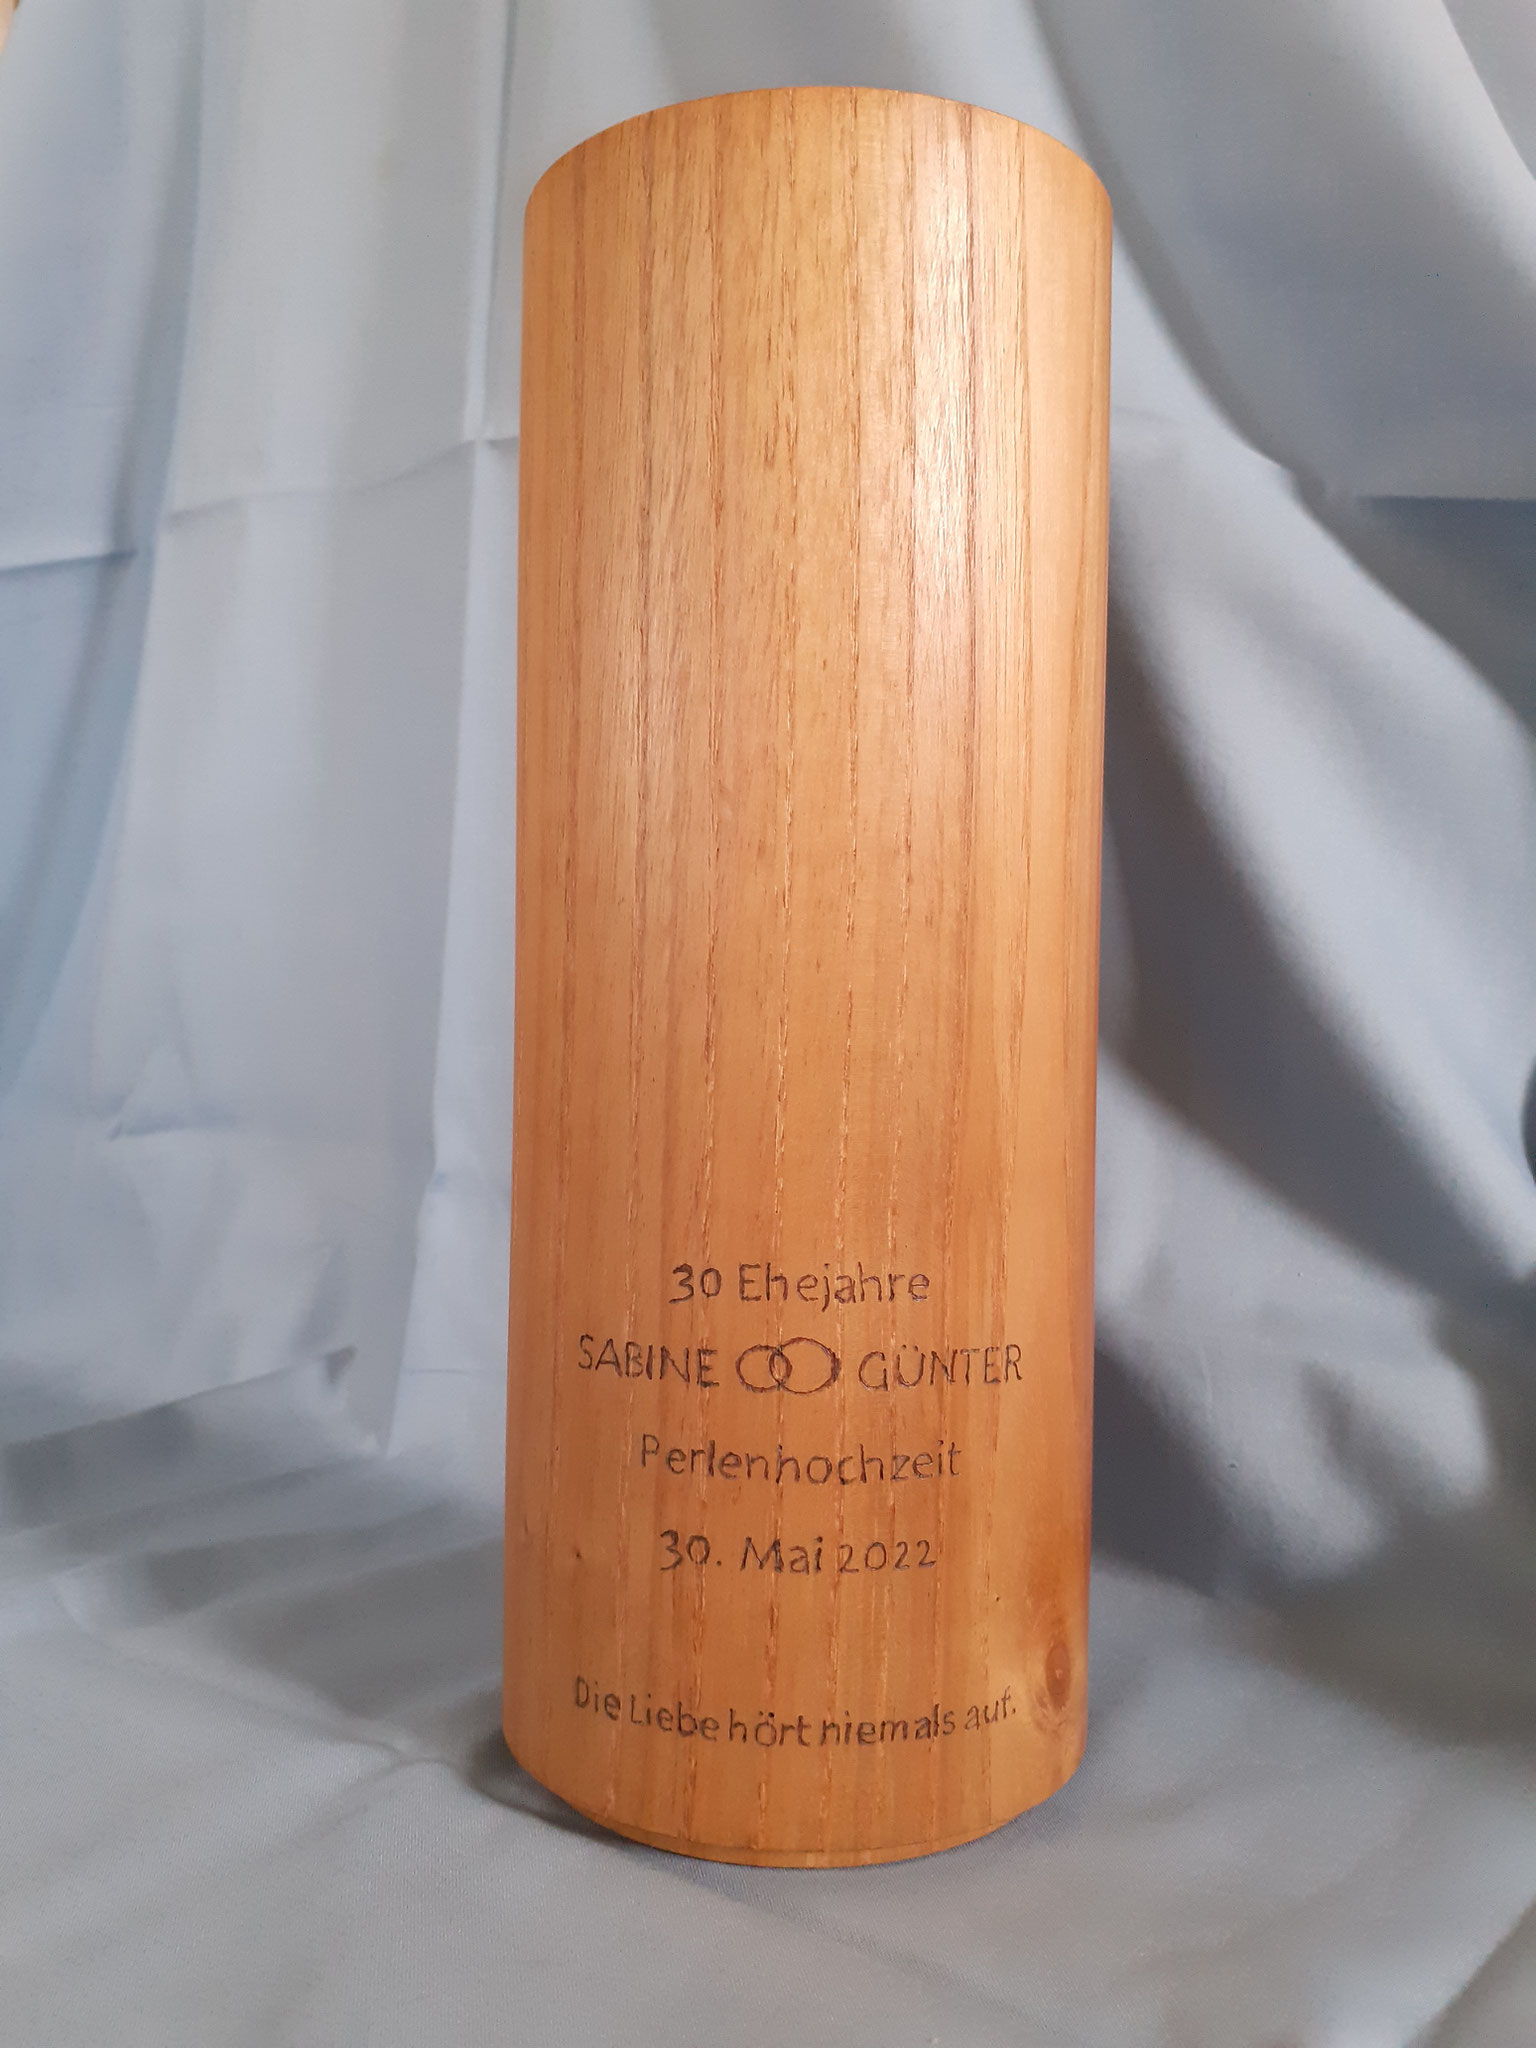 30 Ehejahre
SABINE GÜNTER
Perlenhochzeit
30. Mai 2022
Die Liebe hört niemals auf.